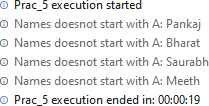 Prac_5 execution started
Names doesnot start with A: Pankaj
Names doesnot start with A: Bharat
Names doesnot start with A: Saurabh
Names doesnot start with A: Meeth
Prac_5 execution ended in: 00:00:19